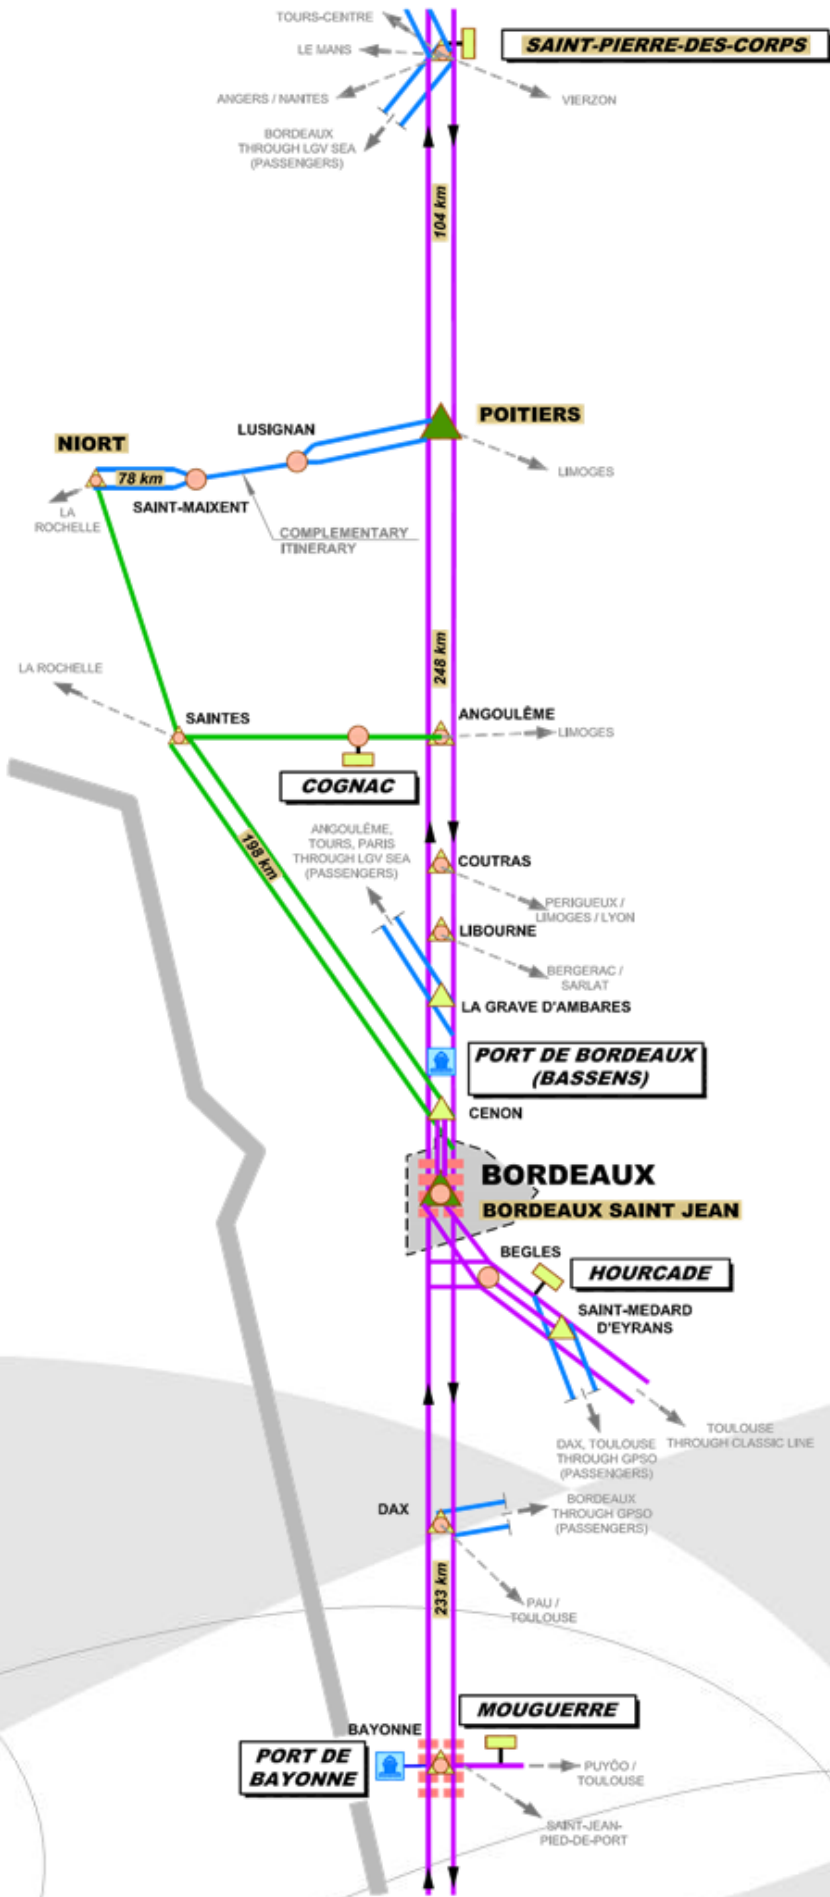 TOURS-CENTRE
SAINT-PIERRE-DES-CORPS
LE MANS
ANGERS / NANTES
VIERZON
BORDEAUX
THROUGH LGV SEA
(PASSENGERS)
104 km
POITIERS
LUSIGNAN
NIORT
78 km
LIMOGES
SAINT-MAIXENT
LA
ROCHELLE
COMPLEMENTARY
ITINERARY
248 km
LA ROCHELLE
SAINTES
ANGOULÊME
LIMOGES
COGNAC
198 km
ANGOULÊME,
TOURS, PARIS
THROUGH LGV SEA
(PASSENGERS)
COUTRAS
PERIGUEUX /
LIMOGES / LYON
LIBOURNE
BERGERAC /
SARLAT
LA GRAVE D'AMBARES
PORT DE BORDEAUX
(BASSENS)
CENON
BORDEAUX
BORDEAUX SAINT JEAN
BEGLES
HOURCADE
SAINT-MEDARD
D'EYRANS
TOULOUSE
THROUGH CLASSIC LINE
DAX, TOULOUSE
THROUGH GPSO
(PASSENGERS)
DAX
BORDEAUX
THROUGH GPSO
(PASSENGERS)
233 km
PAU /
TOULOUSE
MOUGUERRE
BAYONNE
PORT DE
BAYONNE
PUYÔO /
TOULOUSE
SAINT-JEAN-
PIED-DE-PORT